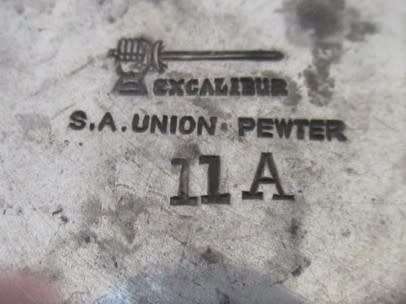 EXCALIBUR
S.A. UNION · PEWTER
11A